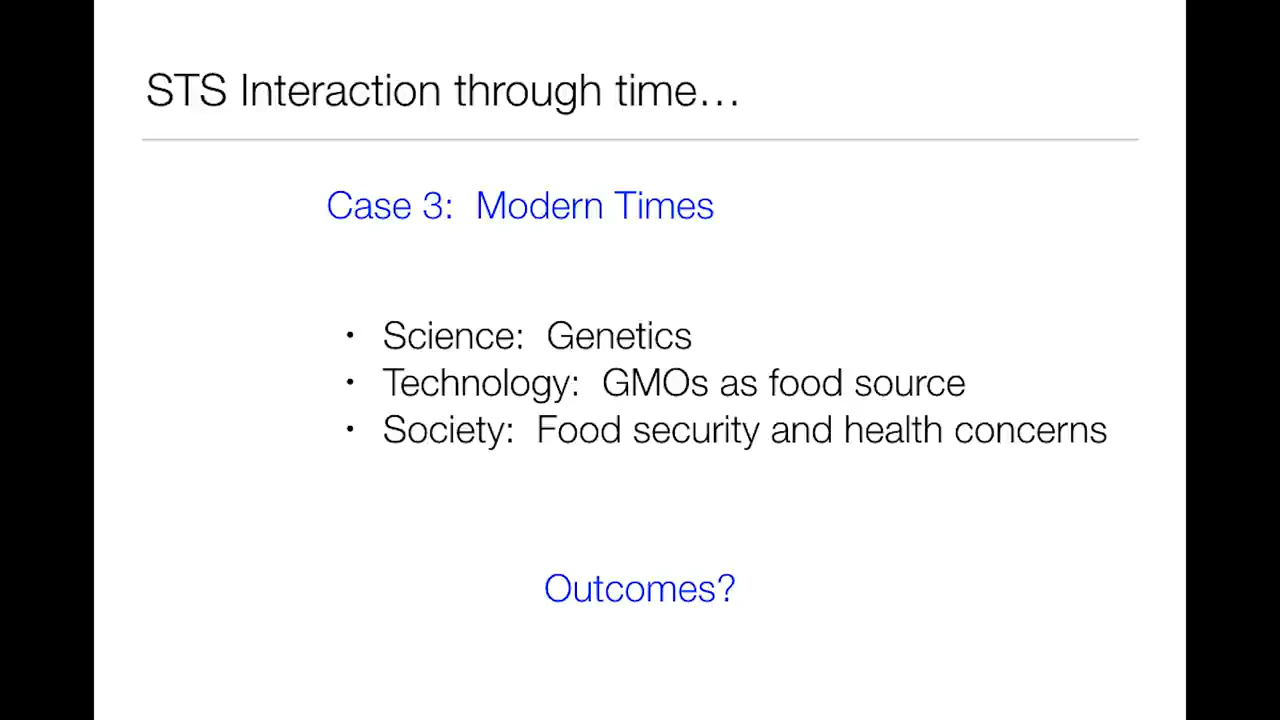 STS Interaction through time…
Case 3: Modern Times
• Science: Genetics
• Technology: GMOs as food source
• Society: Food security and health concerns
Outcomes?